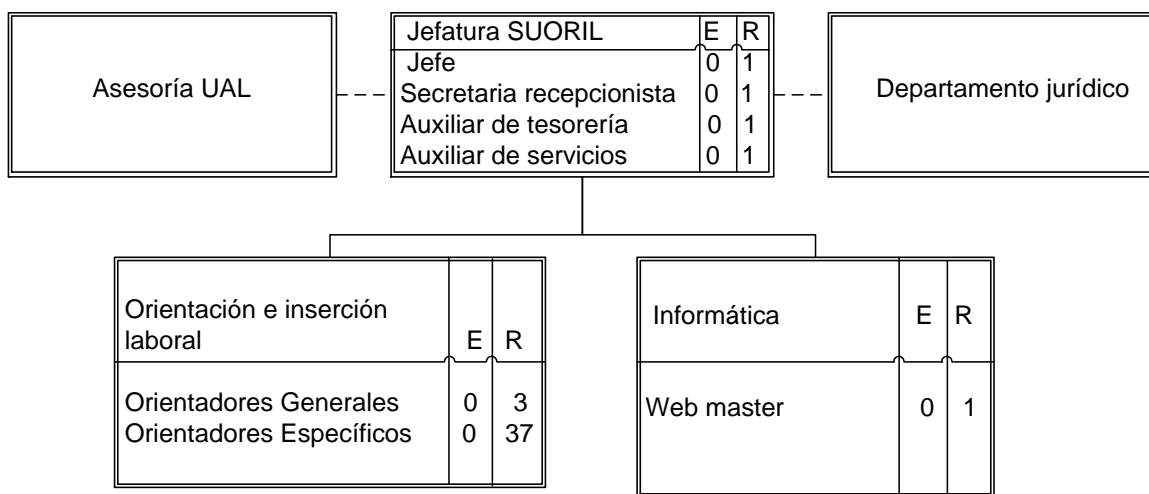 Asesoría UAL
Jefatura SUORIL E R
Jefe 0 1
Secretaria recepcionista 0 1
Auxiliar de tesorería 0 1
Auxiliar de servicios 0 1
Departamento jurídico
Orientación e inserción
laboral E R
Orientadores Generales 0 3
Orientadores Específicos 0 37
Informática E R
Web master 0 1